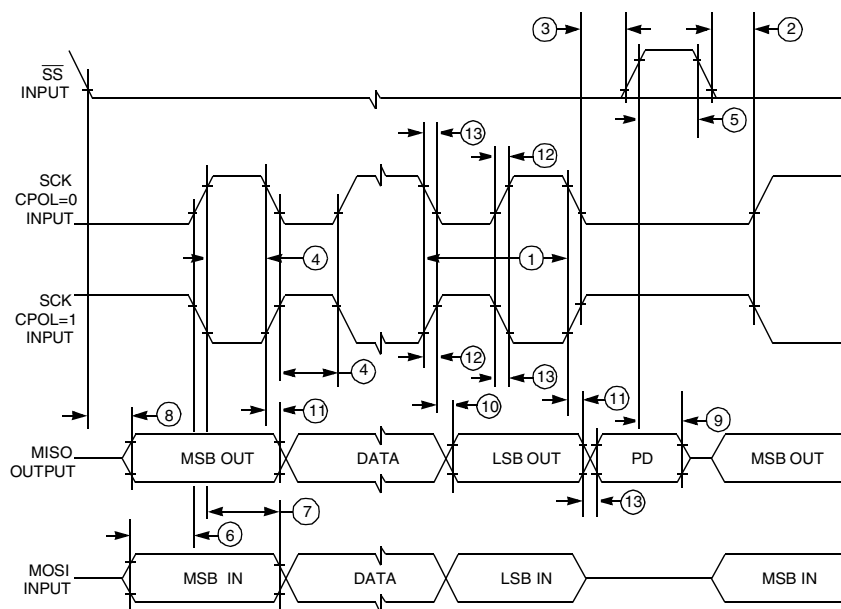 3
2
SS
INPUT
5
13
12
SCK
CPOL=0
INPUT
4
1
SCK
CPOL=1
INPUT
12
4
13
8
11
10
11
9
MISO
OUTPUT
MSB OUT
DATA
LSB OUT
PD
MSB OUT
13
7
6
MOSI
INPUT
MSB IN
DATA
LSB IN
MSB IN